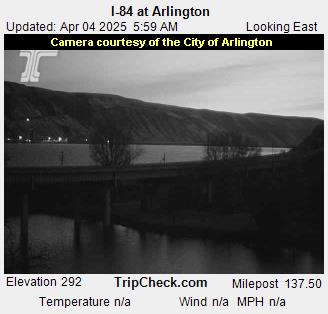 I-84 at Arlington
Updated: Apr 04 2025 5:59 AM Looking East
Camera courtesy of the City of Arlington
Elevation 292 TripCheck.com Milepost 137.50
Temperature n/a Wind n/a MPH n/a